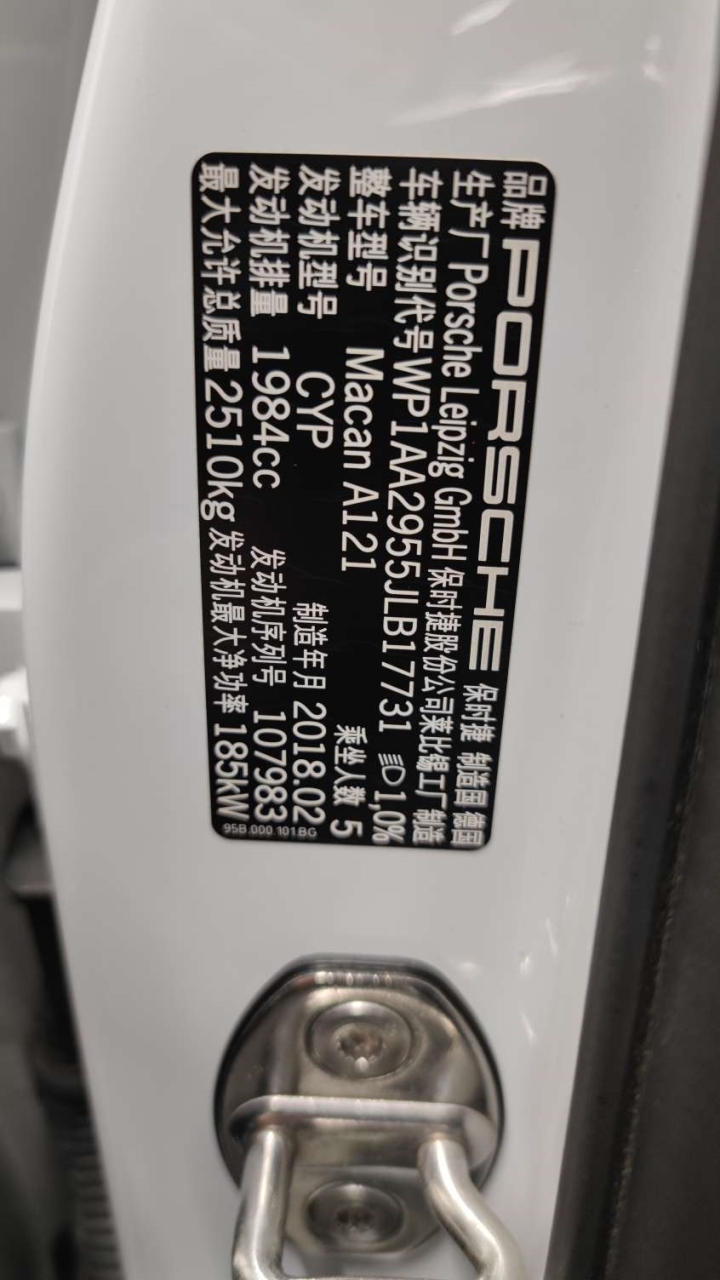 品牌 PORSCHE 保时捷 制造国 德国
生产厂 Porsche Leipzig GmbH 保时捷股份公司莱比锡工厂 制造
车辆识别代号 WP1AA2955JLB17731 1,0%
整车型号 Macan A121 乘坐人数 5
发动机型号 CYP 制造年月 2018.02
发动机排量 1984cc 发动机序列号 107983
最大允许总质量 2510kg 发动机最大净功率 185kW
95B.000.101.BG